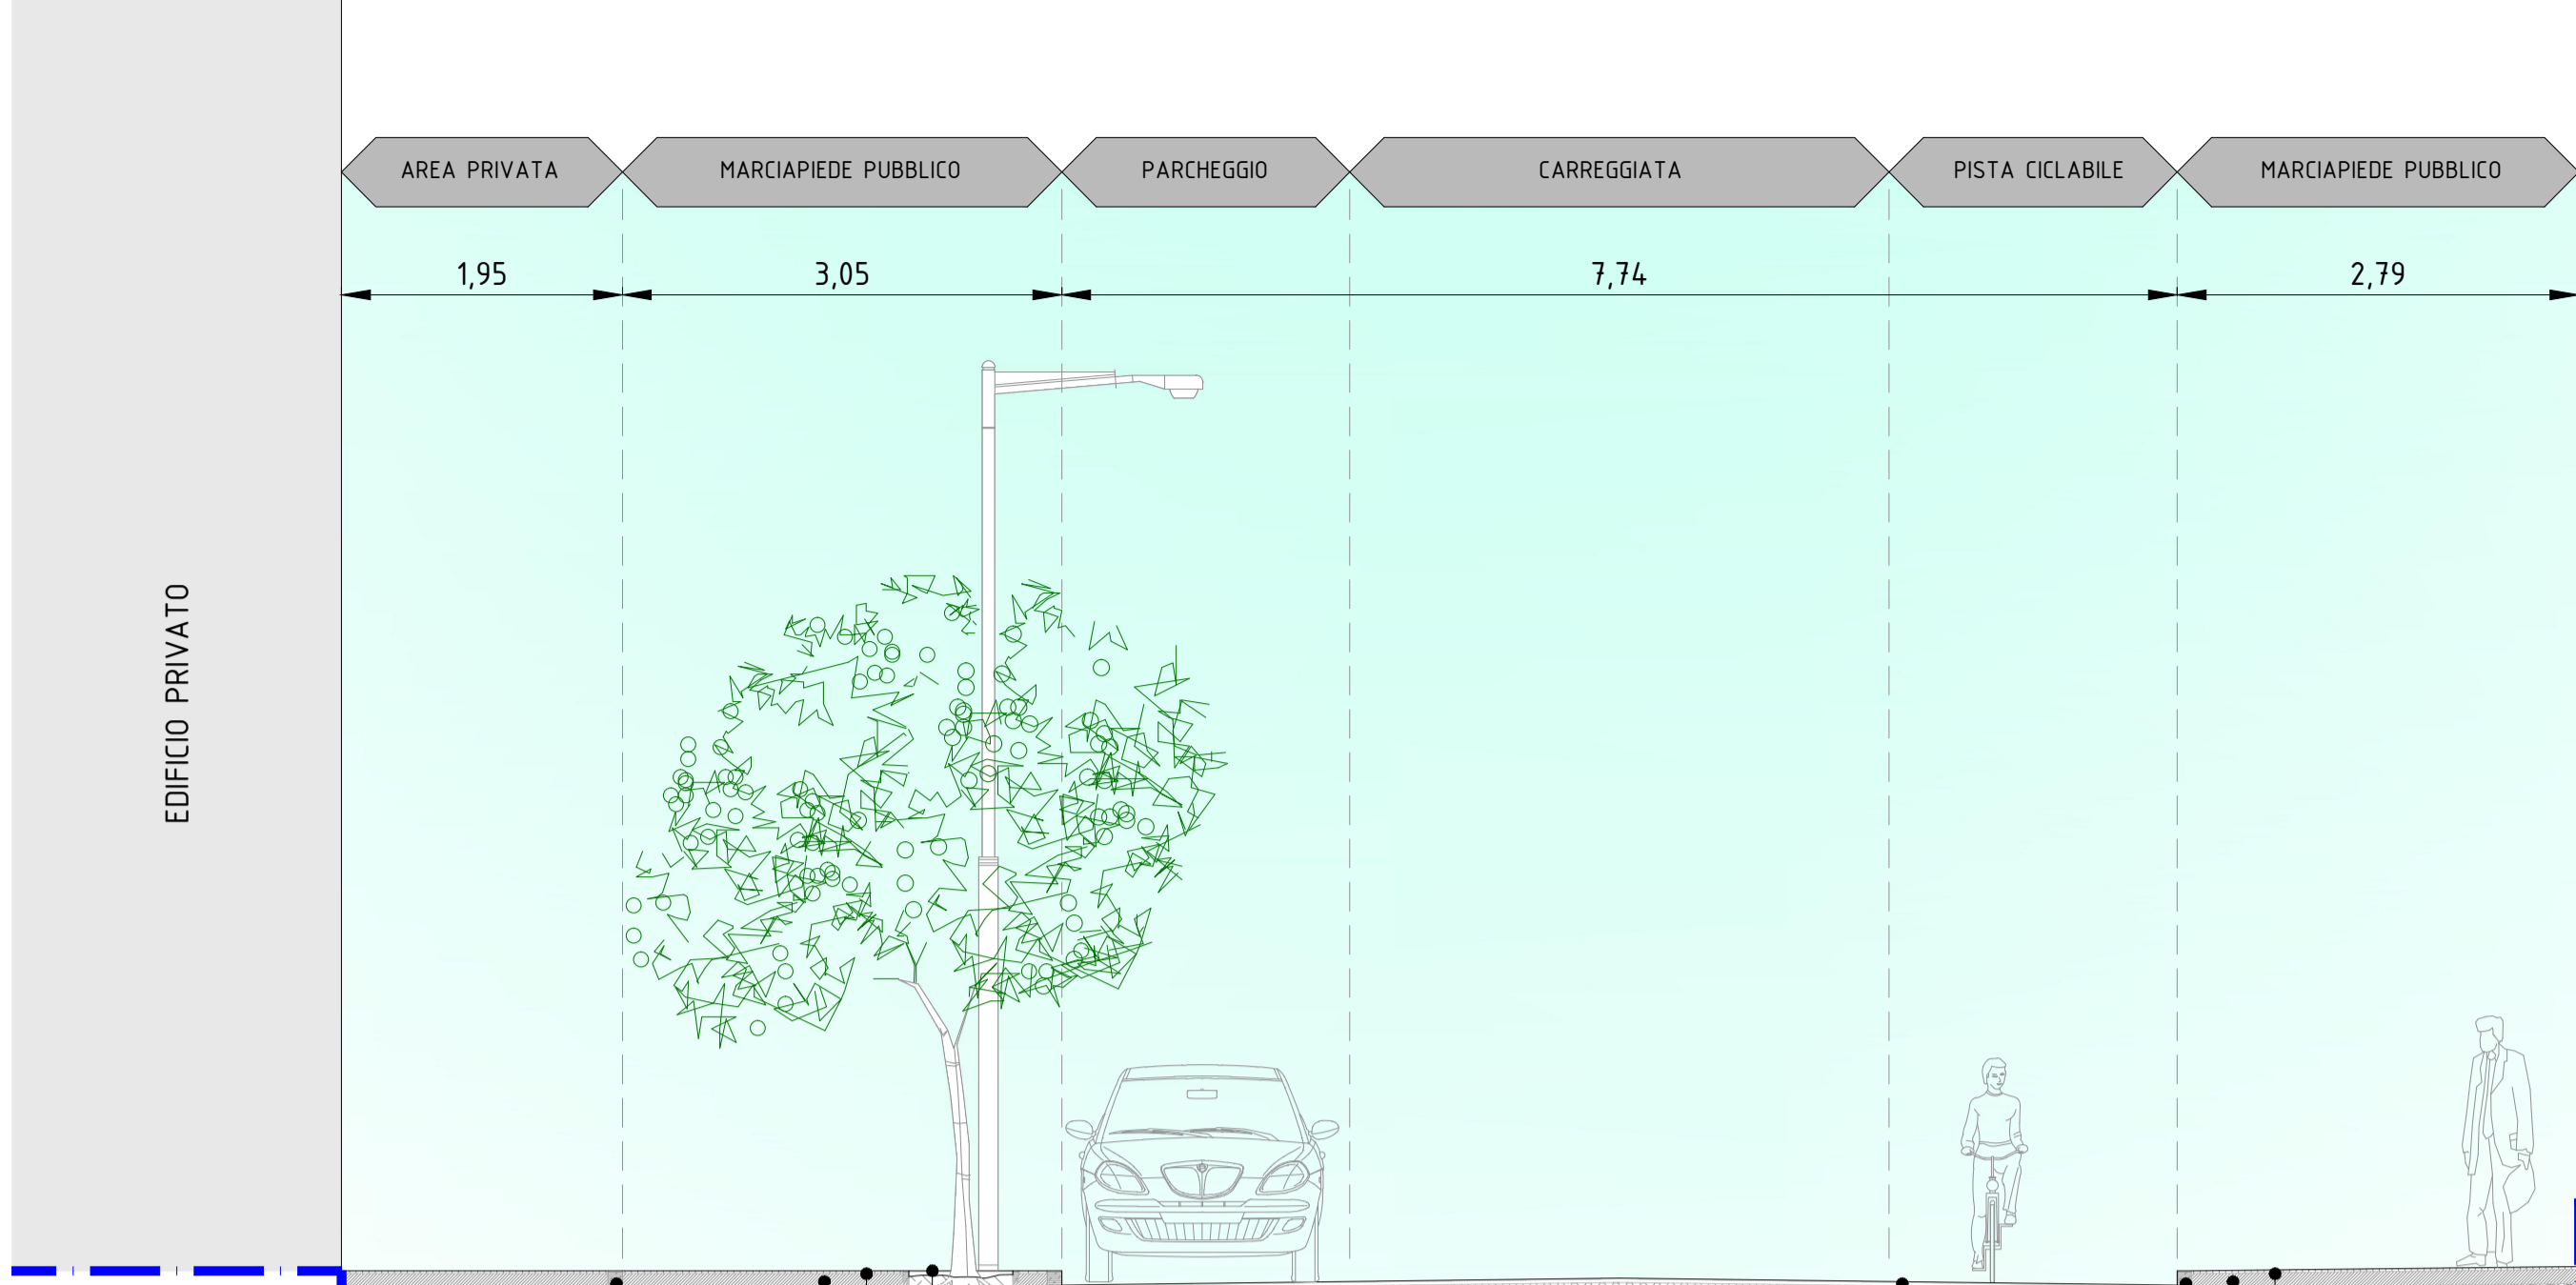 AREA PRIVATA
MARCIAPIEDE PUBBLICO
PARCHEGGIO
CARREGGIATA
PISTA CICLABILE
MARCIAPIEDE PUBBLICO
1,95
3,05
7,74
2,79
EDIFICIO PRIVATO